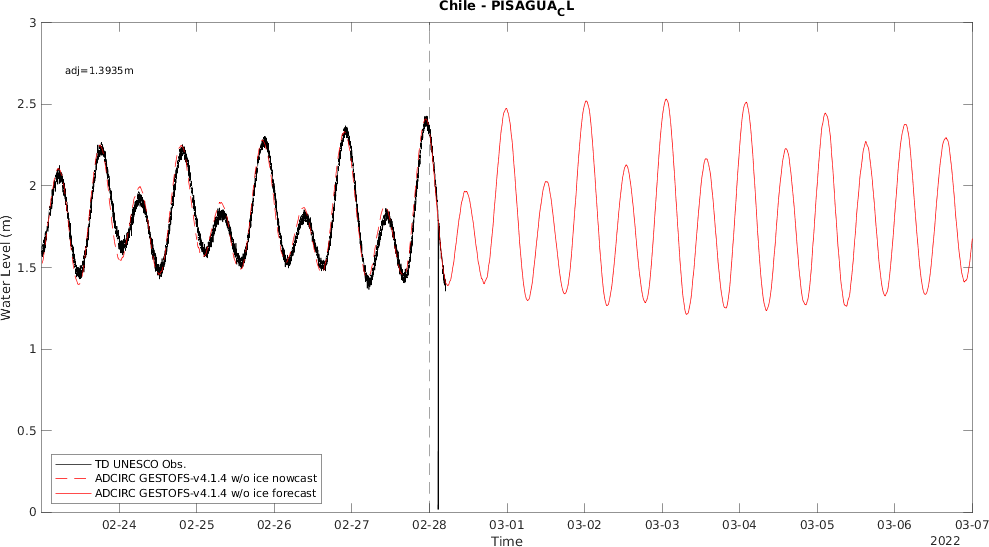 Chile - PISAGUA_CL
3
adj=1.3935m
2.5
2
1.5
1
0.5
0
Water Level (m)
TD UNESCO Obs.
ADCIRC GESTOFS-v4.1.4 w/o ice nowcast
ADCIRC GESTOFS-v4.1.4 w/o ice forecast
02-24 02-25 02-26 02-27 02-28 03-01 03-02 03-03 03-04 03-05 03-06 03-07
Time
2022